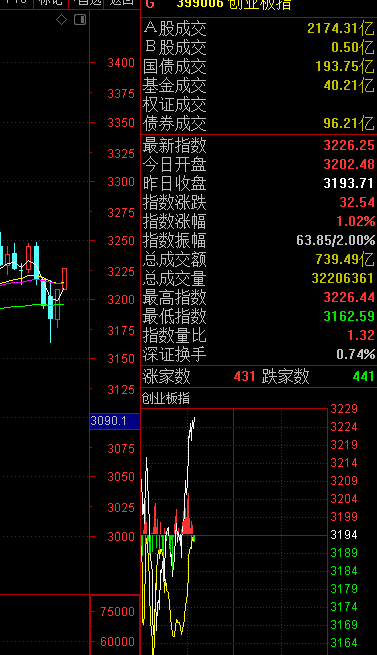 标记 +自选 返回
G 399006 创业板指
A股成交 2174.31亿
B股成交 0.50亿
国债成交 193.75亿
基金成交 40.21亿
权证成交
债券成交 96.21亿
最新指数 3226.25
今日开盘 3202.48
昨日收盘 3193.71
指数涨跌 32.54
指数涨幅 1.02%
指数振幅 63.85/2.00%
总成交额 739.49亿
总成交量 32206361
最高指数 3226.44
最低指数 3162.59
指数量比 1.32
深证换手 0.74%
涨家数 431 跌家数 441
创业板指
3400
3375
3350
3325
3300
3275
3250
3225
3200
3175
3150
3125
3090.1
3075
3050
3025
3000
75000
60000
3229
3224
3219
3214
3209
3204
3199
3194
3189
3184
3179
3174
3169
3164